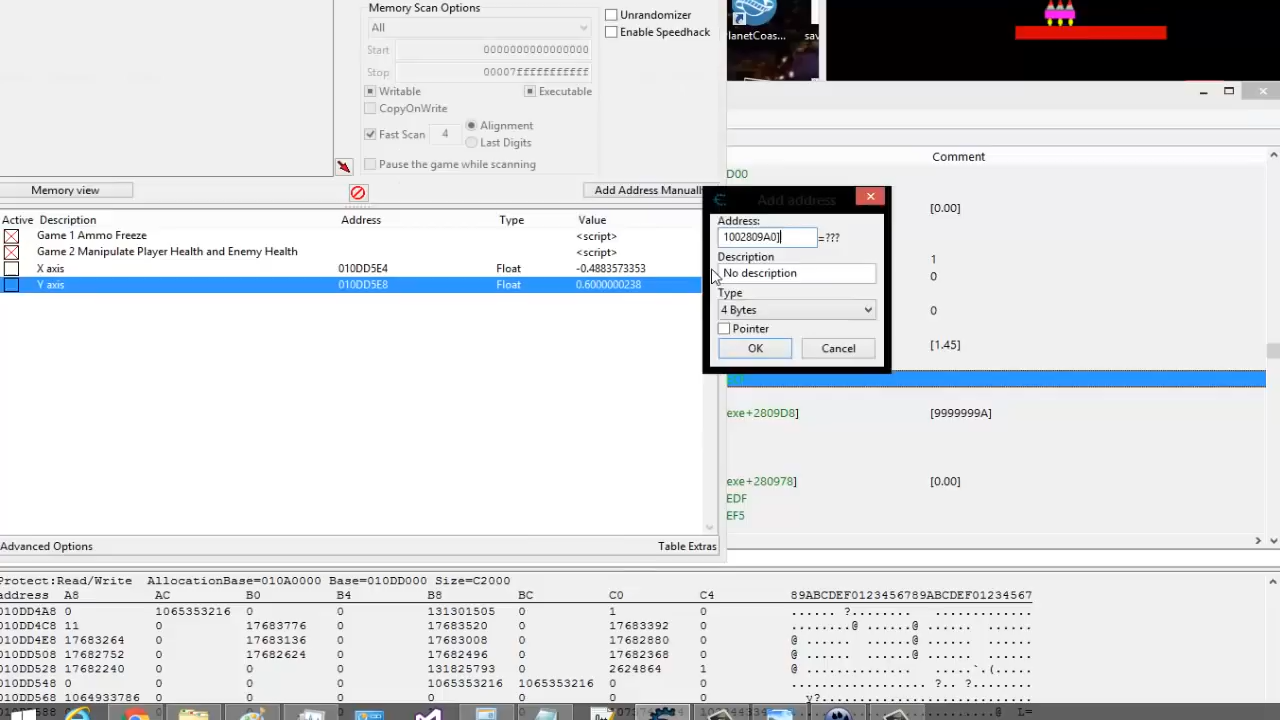 Memory Scan Options
All
Start 0000000000000000
Stop 00007fffffffffff
Writable Executable
CopyOnWrite
Fast Scan 4 Alignment
Last Digits
Pause the game while scanning
Unrandomizer
Enable Speedhack
PlanetCoas... sav
Memory view Add Address Manuall
Active Description Address Type Value
Game 1 Ammo Freeze <script>
Game 2 Manipulate Player Health and Enemy Health <script>
X axis 010DD5E4 Float -0.4883573353
Y axis 010DD5E8 Float 0.6000000238
Add address
Address:
1002809A0] =???
Description
No description
Type
4 Bytes
Pointer
OK Cancel
Comment
D00
[0.00]
1
0
0
[1.45]
exe+2809D8] [9999999A]
exe+280978] [0.00]
EDF
EF5
Advanced Options Table Extras
Protect:Read/Write AllocationBase=010A0000 Base=010DD000 Size=C2000
address A8 AC B0 B4 B8 BC C0 C4 89ABCDEF0123456789ABCDEF01234567
010DD4A8 0 1065353216 0 0 131301505 0 1 0
010DD4C8 11 0 17683776 0 17683520 0 17683392 0
010DD4E8 17683264 0 17683136 0 17683008 0 17682880 0
010DD508 17682752 0 17682624 0 17682496 0 17682368 0
010DD528 17682240 0 0 0 131825793 0 2624864 1
010DD548 0 0 0 0 1065353216 1065353216 0 0
010DD568 1064933786 0 0 0 0 0 0 0